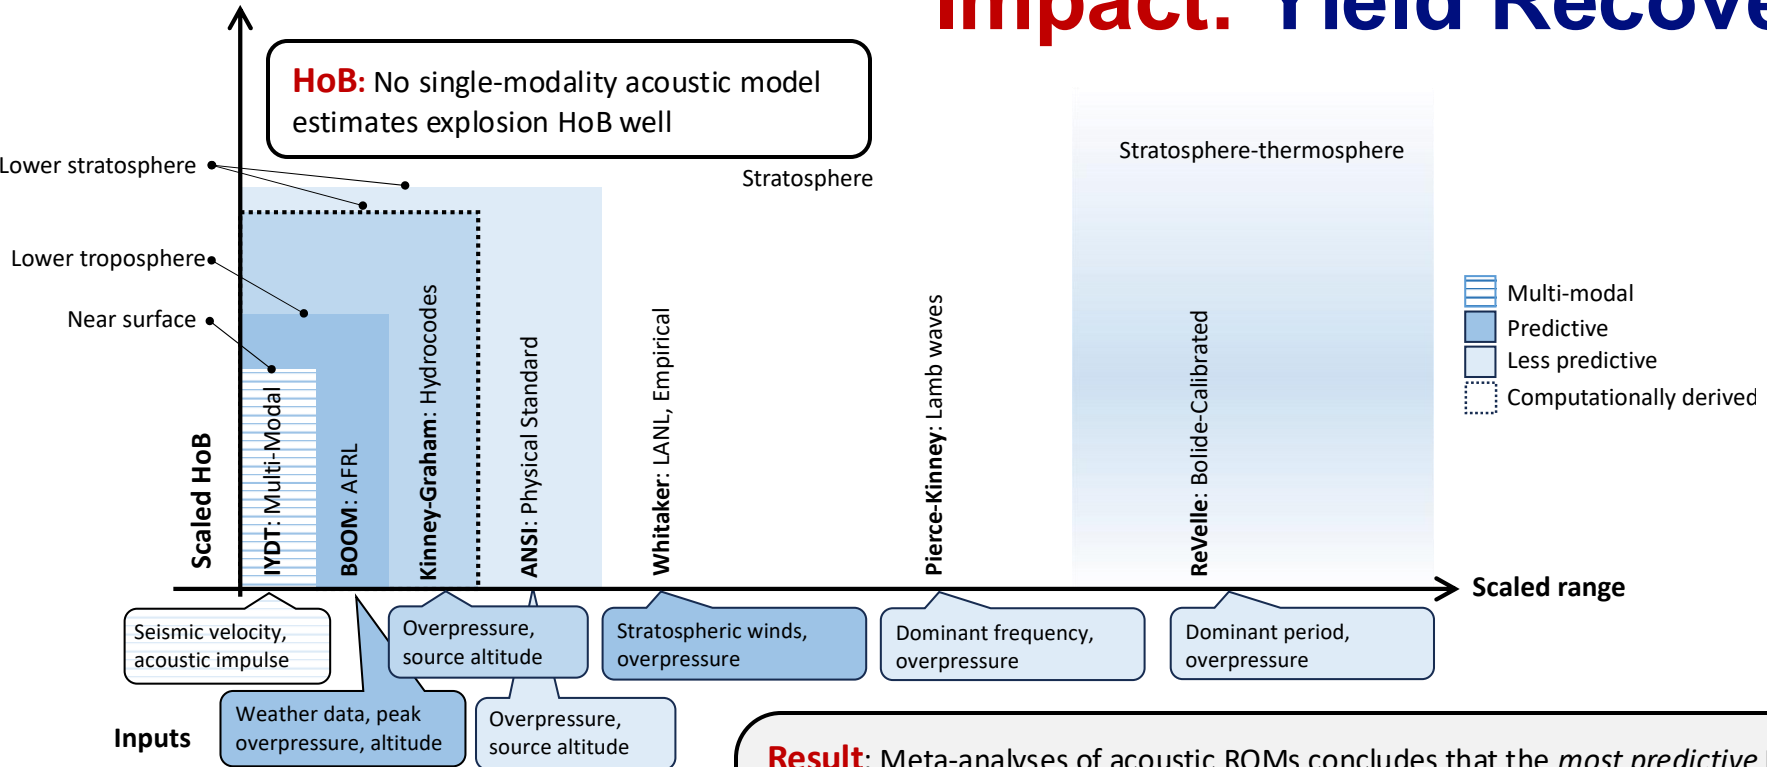 Impact: Yield
HoB: No single-modality acoustic model
estimates explosion HoB well
Lower stratosphere
Stratosphere
Stratosphere-thermosphere
Lower troposphere
Near surface
Multi-modal
Predictive
Less predictive
Computationally derived
Scaled HoB
IYDT: Multi-Modal
BOOM: AFRL
Kinney-Graham: Hydrocodes
ANSI: Physical Standard
Whitaker: LANL, Empirical
Pierce-Kinney: Lamb waves
ReVelle: Bolide-Calibrated
Scaled range
Seismic velocity,
acoustic impulse
Overpressure,
source altitude
Stratospheric winds,
overpressure
Dominant frequency,
overpressure
Dominant period,
overpressure
Inputs
Weather data, peak
overpressure, altitude
Overpressure,
source altitude
Result: Meta-analyses of acoustic ROMs concludes that the most predictive